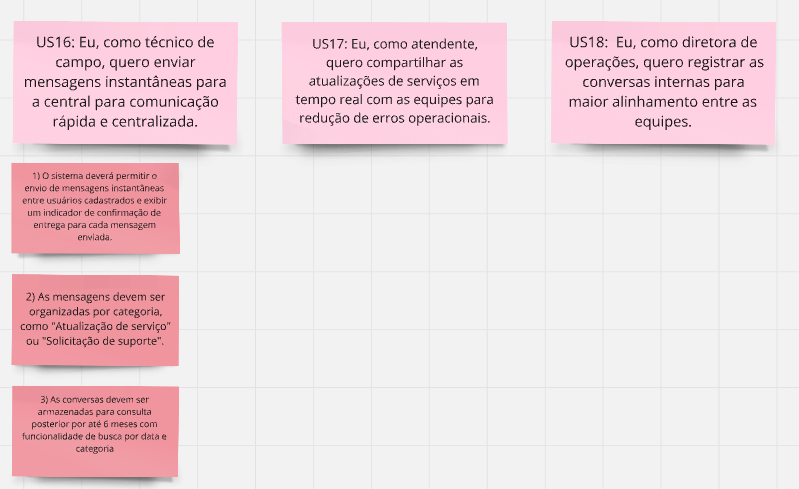 US16: Eu, como técnico de
campo, quero enviar
mensagens instantâneas para
a central para comunicação
rápida e centralizada.
US17: Eu, como atendente,
quero compartilhar as
atualizações de serviços em
tempo real com as equipes para
redução de erros operacionais.
US18:  Eu, como diretora de
operações, quero registrar as
conversas internas para
maior alinhamento entre as
equipes.
1) O sistema deverá permitir o
envio de mensagens instantâneas
entre usuários cadastrados e exibir
um indicador de confirmação de
entrega para cada mensagem
enviada.
2) As mensagens devem ser
organizadas por categoria,
como "Atualização de serviço"
ou "Solicitação de suporte".
3) As conversas devem ser
armazenadas para consulta
posterior por até 6 meses com
funcionalidade de busca por data e
categoria